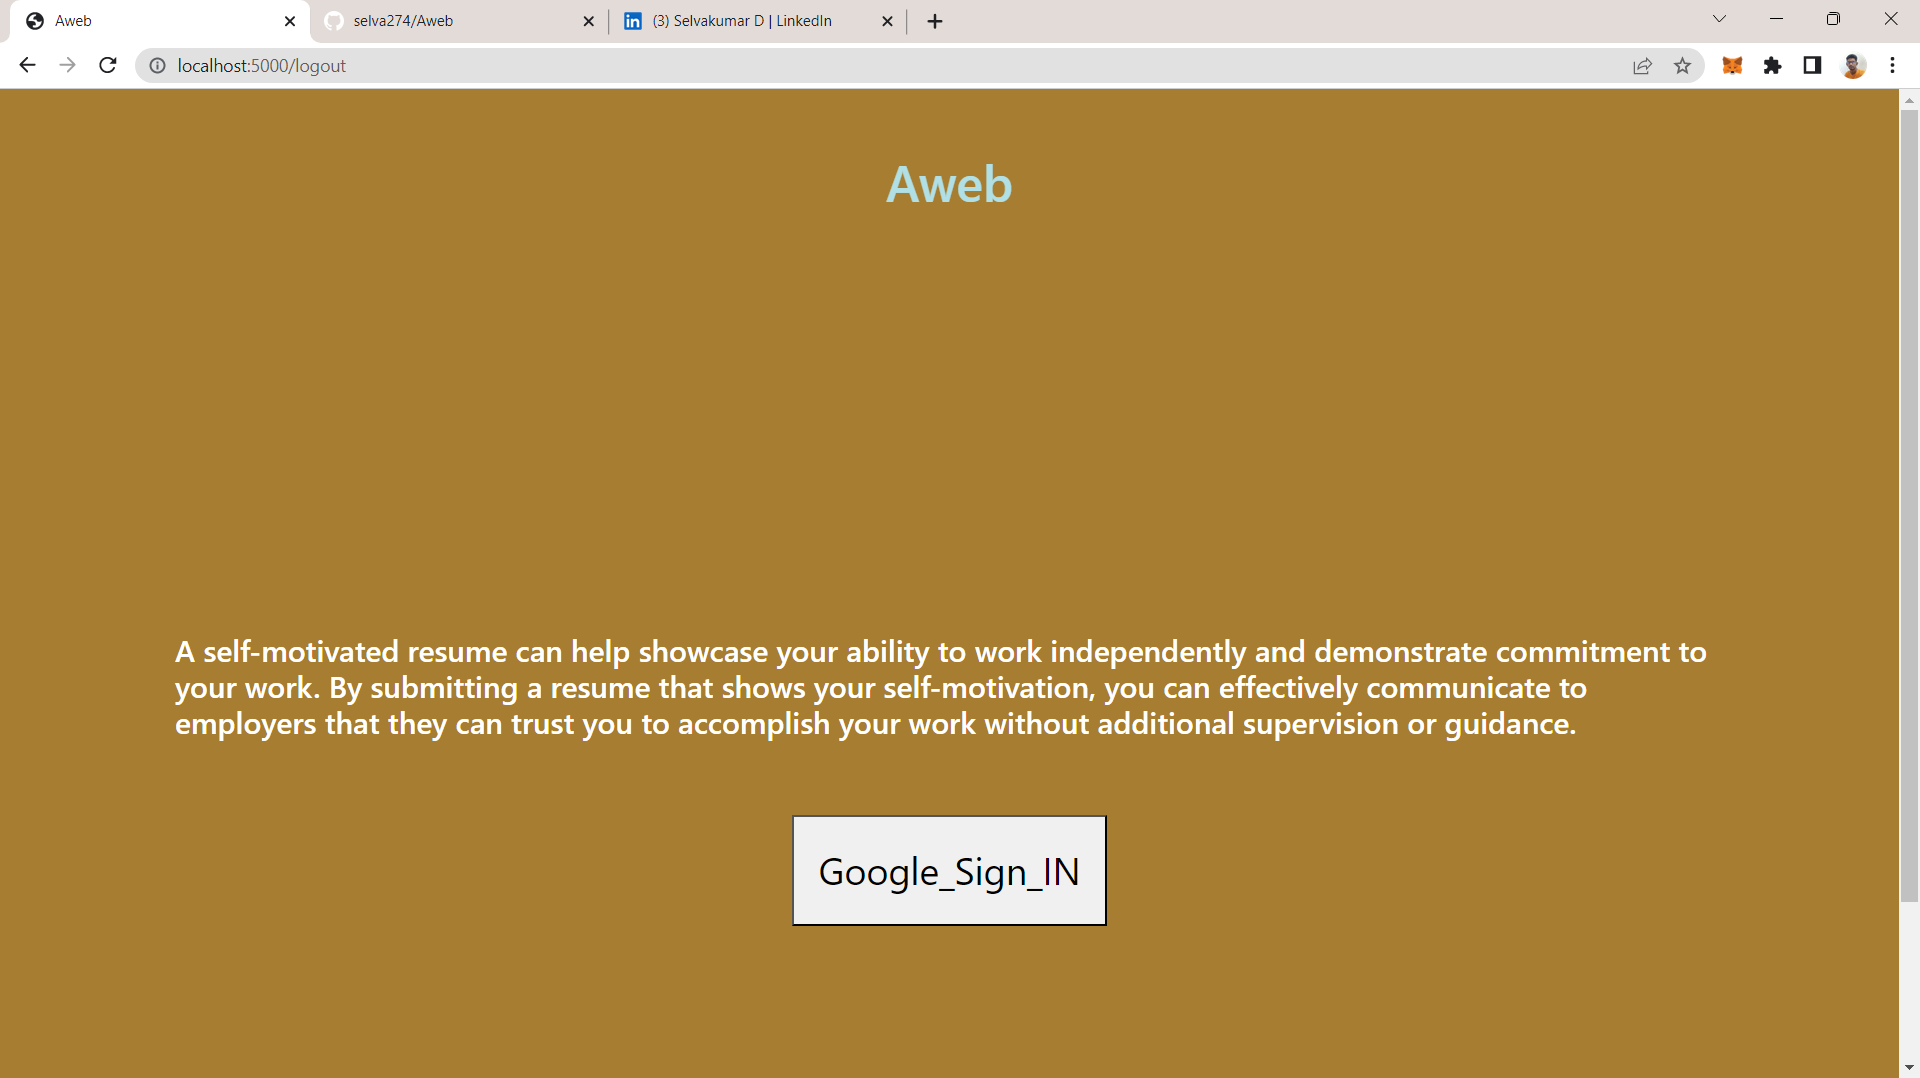 Aweb
selva274/Aweb
(3) Selvakumar D | LinkedIn
localhost:5000/logout
Aweb
A self-motivated resume can help showcase your ability to work independently and demonstrate commitment to
your work. By submitting a resume that shows your self-motivation, you can effectively communicate to
employers that they can trust you to accomplish your work without additional supervision or guidance.
Google_Sign_IN